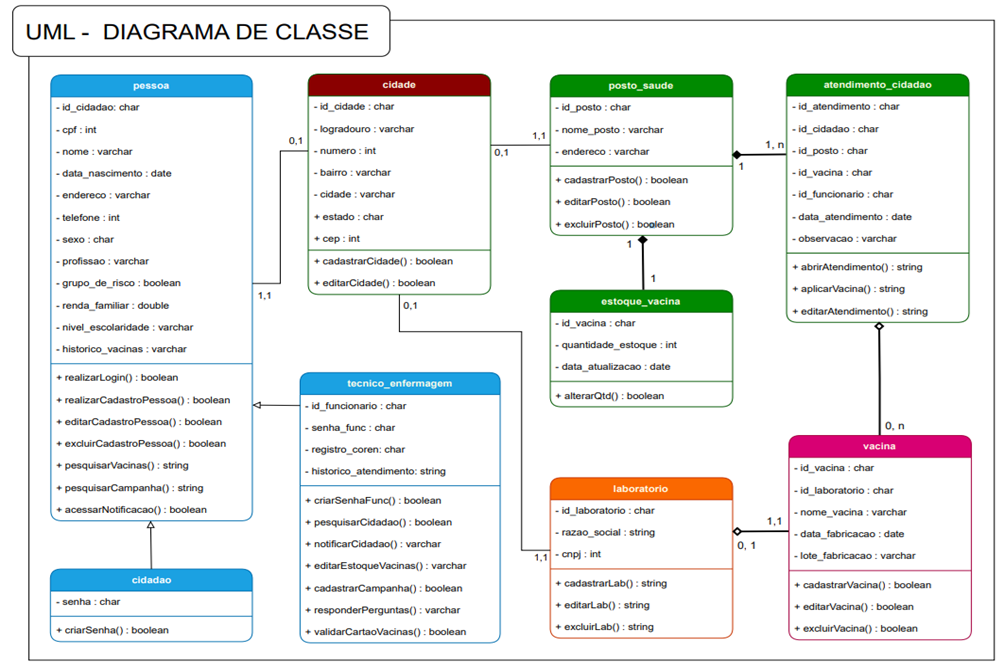 UML - DIAGRAMA DE CLASSE
pessoa
- id_cidadao: char
- cpf : int
- nome : varchar
- data_nascimento : date
- endereco : varchar
- telefone : int
- sexo : char
- profissao : varchar
- grupo_de_risco : boolean
- renda_familiar : double
- nivel_escolaridade : varchar
- historico_vacinas : varchar
+ realizarLogin() : boolean
+ realizarCadastroPessoa() : boolean
+ editarCadastroPessoa() : boolean
+ excluirCadastroPessoa() : boolean
+ pesquisarVacinas() : string
+ pesquisarCampanha() : string
+ acessarNotificacao() : boolean
cidadao
- senha : char
+ criarSenha() : boolean
0,1
1,1
cidade
- id_cidade : char
- logradouro : varchar
- numero : int
- bairro : varchar
- cidade : varchar
+ estado : char
+ cep : int
+ cadastrarCidade() : boolean
+ editarCidade() : boolean
0,1
1,1
0,1
1,1
tecnico_enfermagem
- id_funcionario : char
- senha_func : char
- registro_coren: char
- historico_atendimento: string
+ criarSenhaFunc() : boolean
+ pesquisarCidadao() : boolean
+ notificarCidadao() : varchar
+ editarEstoqueVacinas() : varchar
+ cadastrarCampanha() : boolean
+ responderPerguntas() : varchar
+ validarCartaoVacinas() : boolean
posto_saude
- id_posto : char
- nome_posto : varchar
- endereco : varchar
+ cadastrarPosto() : boolean
+ editarPosto() : boolean
+ excluirPosto() : boolean
1
1
estoque_vacina
- id_vacina : char
- quantidade_estoque : int
- data_atualizacao : date
+ alterarQtd() : boolean
laboratorio
- id_laboratorio : char
- razao_social : string
- cnpj : int
+ cadastrarLab() : string
+ editarLab() : string
+ excluirLab() : string
1, n
1
atendimento_cidadao
- id_atendimento : char
- id_cidadao : char
- id_posto : char
- id_vacina : char
- id_funcionario : char
- data_atendimento : date
- observacao : varchar
+ abrirAtendimento() : string
+ aplicarVacina() : string
+ editarAtendimento() : string
0, n
1,1
0, 1
vacina
- id_vacina : char
- id_laboratorio : char
- nome_vacina : varchar
- data_fabricacao : date
- lote_fabricacao : varchar
+ cadastrarVacina() : boolean
+ editarVacina() : boolean
+ excluirVacina() : boolean